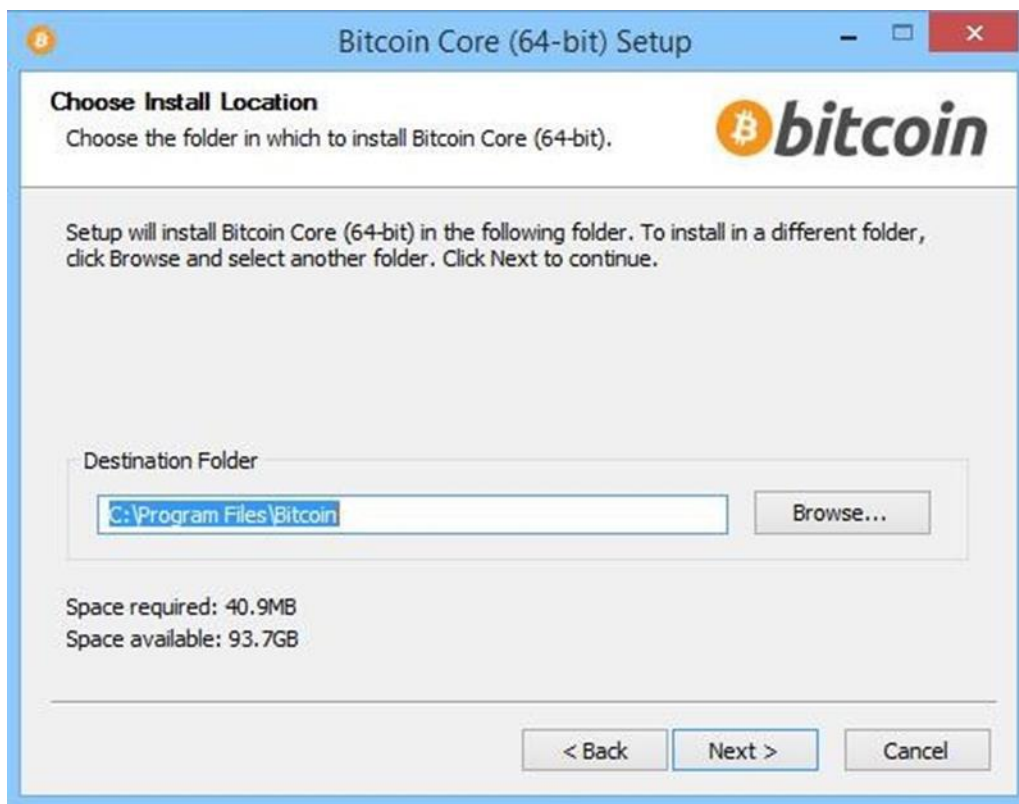 Bitcoin Core (64-bit) Setup
Choose Install Location
Choose the folder in which to install Bitcoin Core (64-bit).
bitcoin
Setup will install Bitcoin Core (64-bit) in the following folder. To install in a different folder,
click Browse and select another folder. Click Next to continue.
Destination Folder
C:\Program Files\Bitcoin
Browse...
Space required: 40.9MB
Space available: 93.7GB
< Back
Next >
Cancel